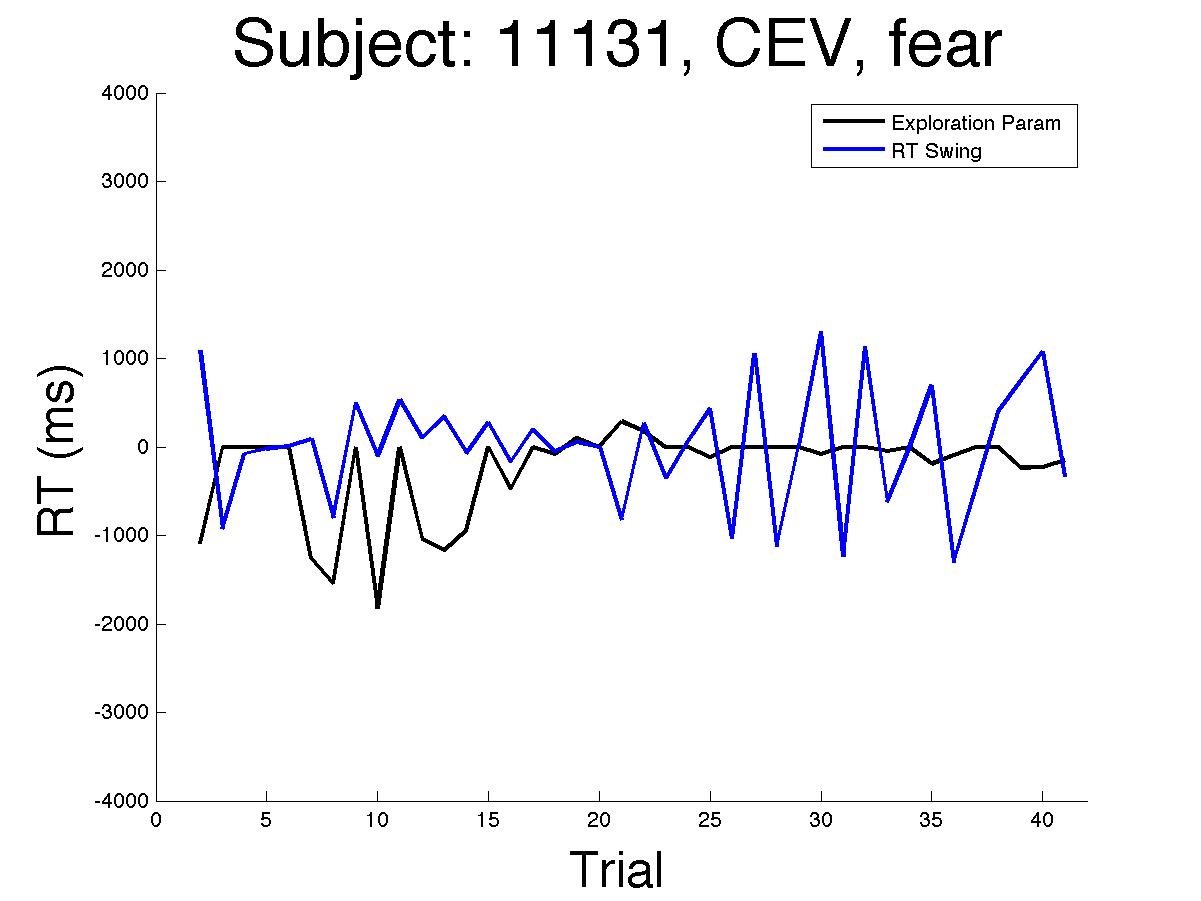 Subject: 11131, CEV, fear
4000
3000
2000
1000
0
-1000
-2000
-3000
-4000
RT (ms)
Exploration Param
RT Swing
0 5 10 15 20 25 30 35 40
Trial